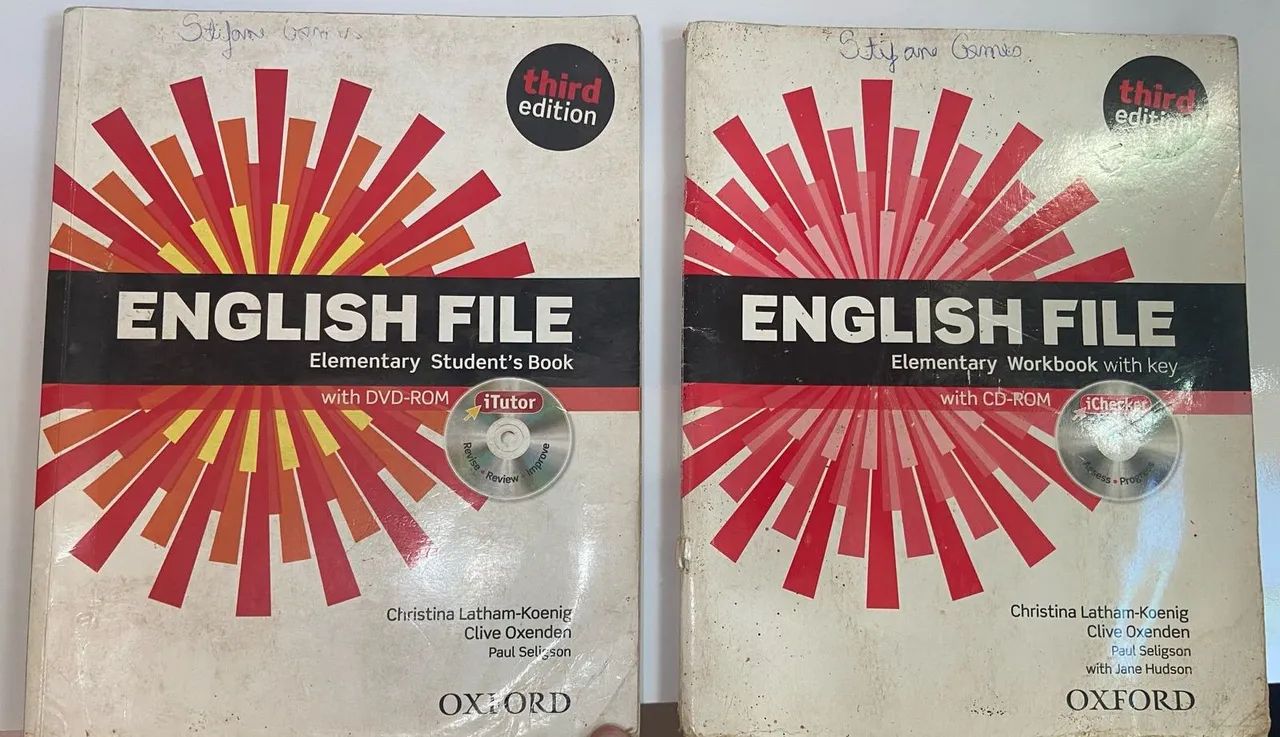 Stifane Gomes
third
edition
ENGLISH FILE
Elementary Student's Book
with DVD-ROM
iTutor
Revise • Review • Improve
Christina Latham-Koenig
Clive Oxenden
Paul Seligson
OXFORD
Stifane Gomes
third
edition
ENGLISH FILE
Elementary Workbook with key
with CD-ROM
iChecker
Assess • Progress
Christina Latham-Koenig
Clive Oxenden
Paul Seligson
with Jane Hudson
OXFORD